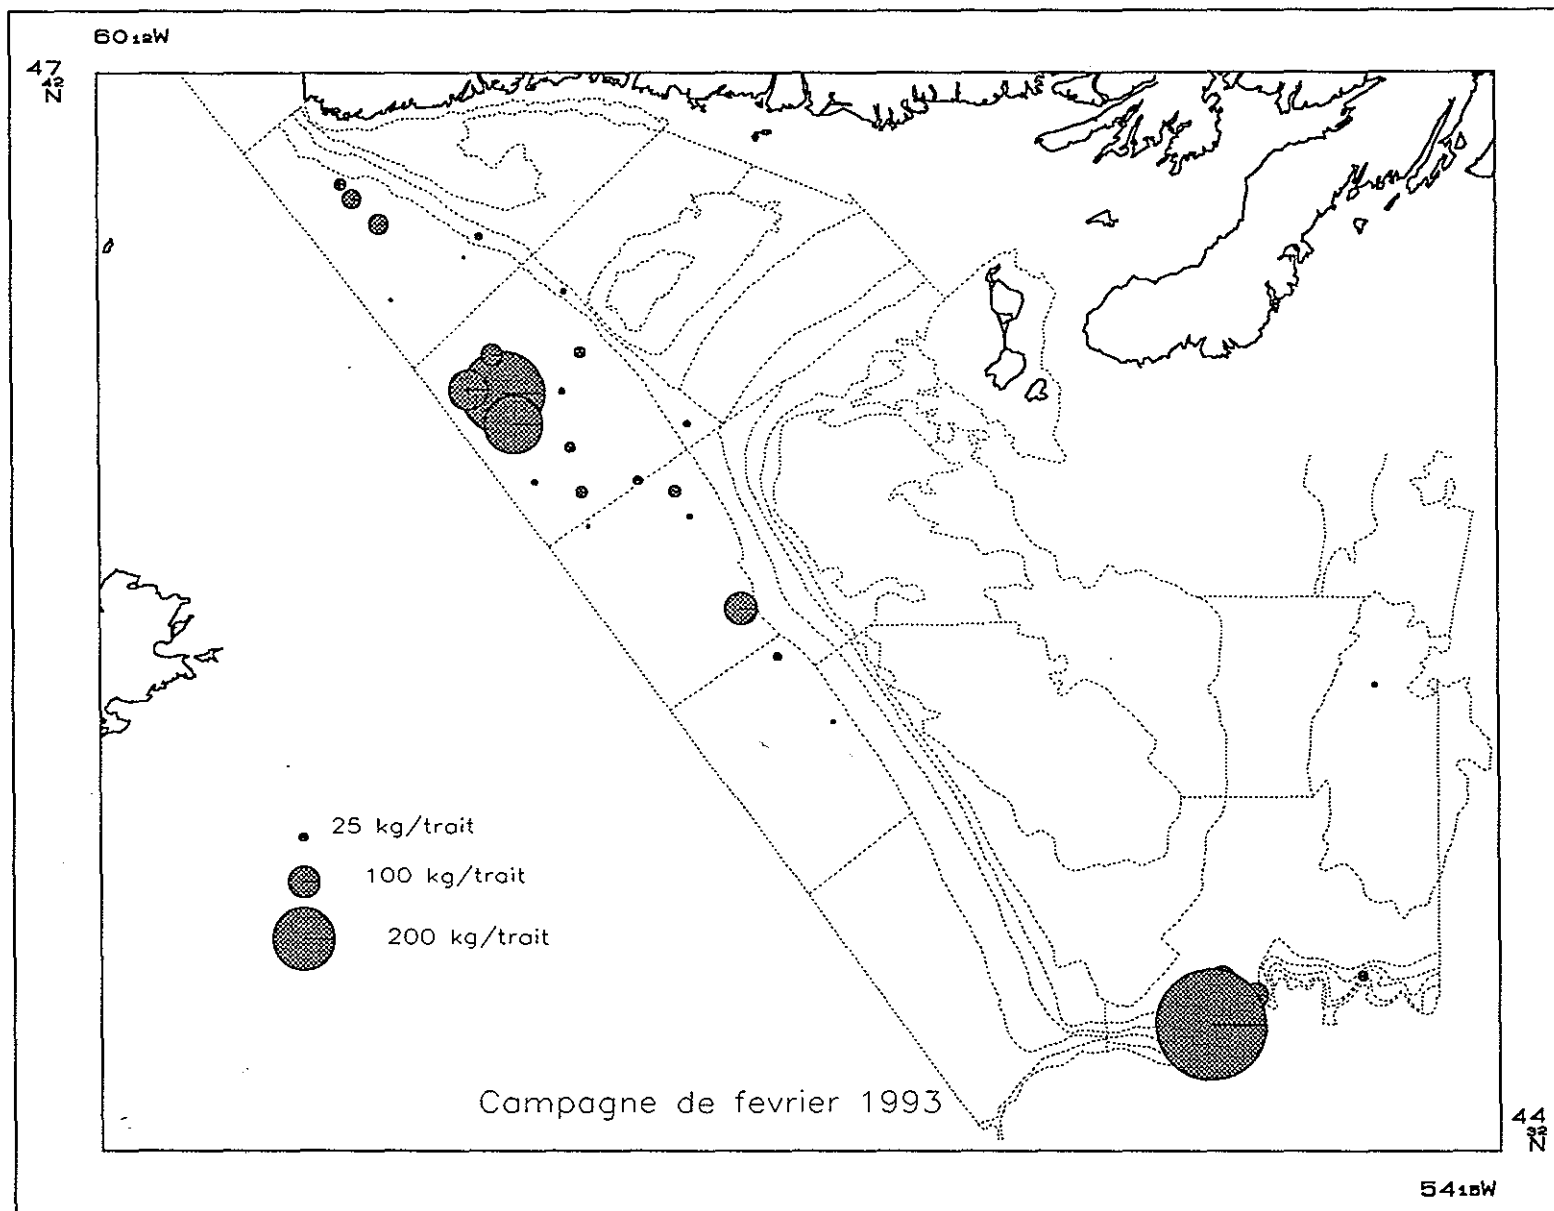 60 12W
47 42 N
25 kg/trait
100 kg/trait
200 kg/trait
Campagne de fevrier 1993
44 32 N
54 15W